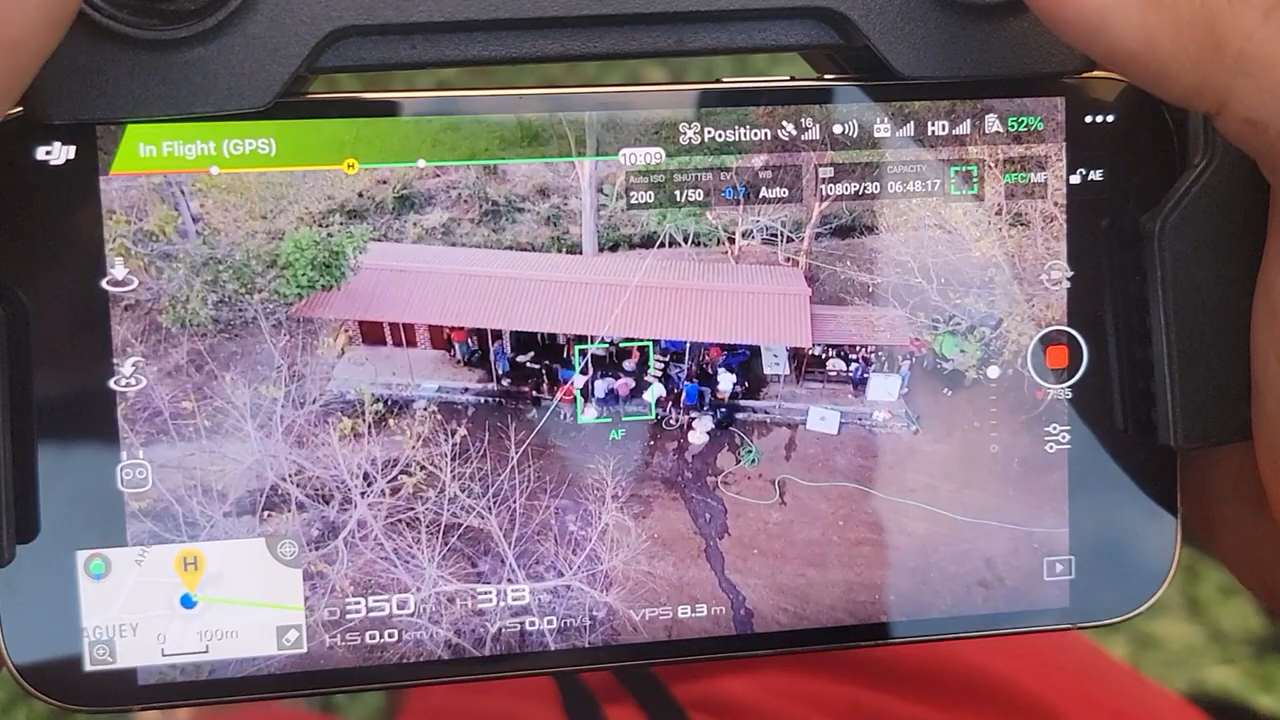 dji
In Flight (GPS)
Position
16
HD
52%
H
10:09
Auto ISO
200
SHUTTER
1/50
EV
-0.7
WB
Auto
1080P/30
CAPACITY
06:48:17
AFC/MF
AE
AF
7:35
H
AGUEY
0 100m
D 350 m
H 3.8 m
VPS 8.3 m
H.S 0.0 km/h
V.S 0.0 m/s